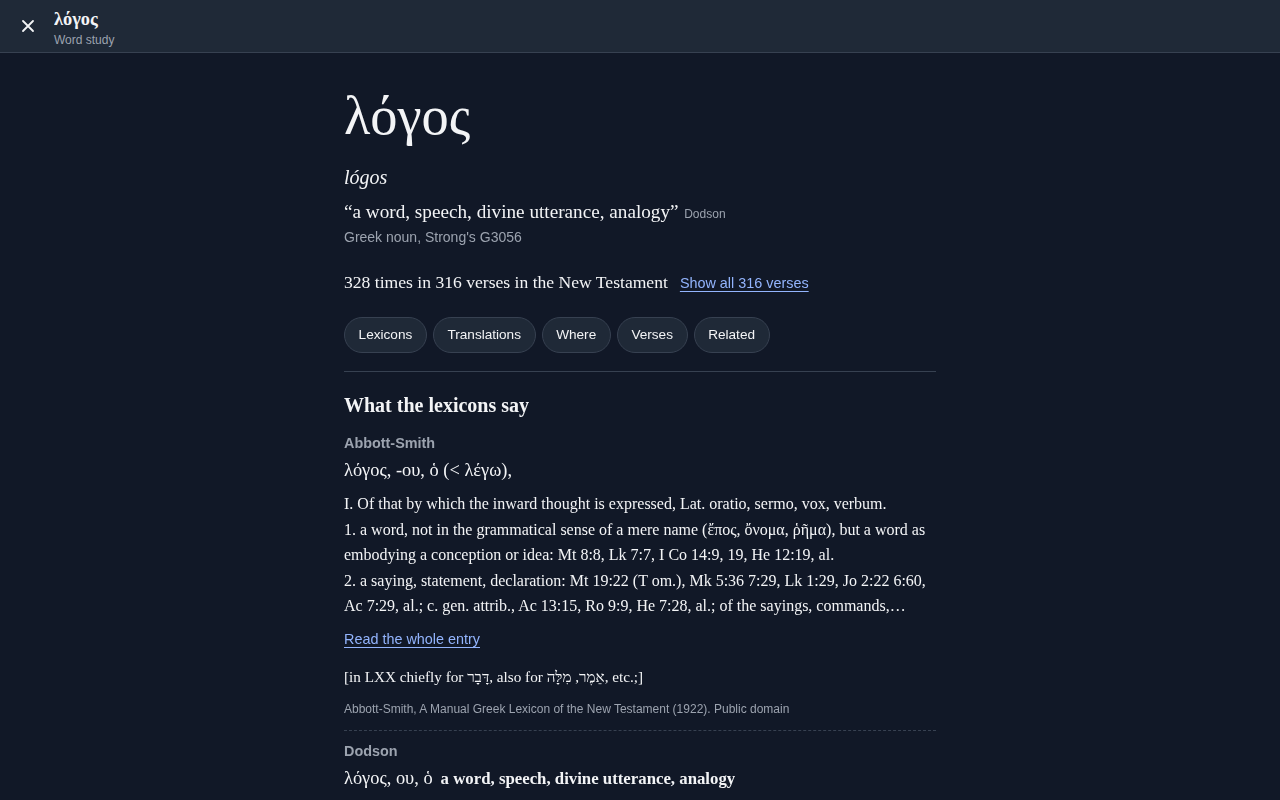 λόγος
Word study
λόγος
lógos
“a word, speech, divine utterance, analogy” Dodson
Greek noun, Strong's G3056
328 times in 316 verses in the New Testament Show all 316 verses
Lexicons Translations Where Verses Related
What the lexicons say
Abbott-Smith
λόγος, -ου, ὁ (< λέγω),
I. Of that by which the inward thought is expressed, Lat. oratio, sermo, vox, verbum.
1. a word, not in the grammatical sense of a mere name (ἔπος, ὄνομα, ῥῆμα), but a word as
embodying a conception or idea: Mt 8:8, Lk 7:7, I Co 14:9, 19, He 12:19, al.
2. a saying, statement, declaration: Mt 19:22 (T om.), Mk 5:36 7:29, Lk 1:29, Jo 2:22 6:60,
Ac 7:29, al.; c. gen. attrib., Ac 13:15, Ro 9:9, He 7:28, al.; of the sayings, commands,…
Read the whole entry
[in LXX chiefly for דָּבָר, also for אֵמֶר, מִלָּה, etc.;]
Abbott-Smith, A Manual Greek Lexicon of the New Testament (1922). Public domain
Dodson
λόγος, ου, ὁ a word, speech, divine utterance, analogy